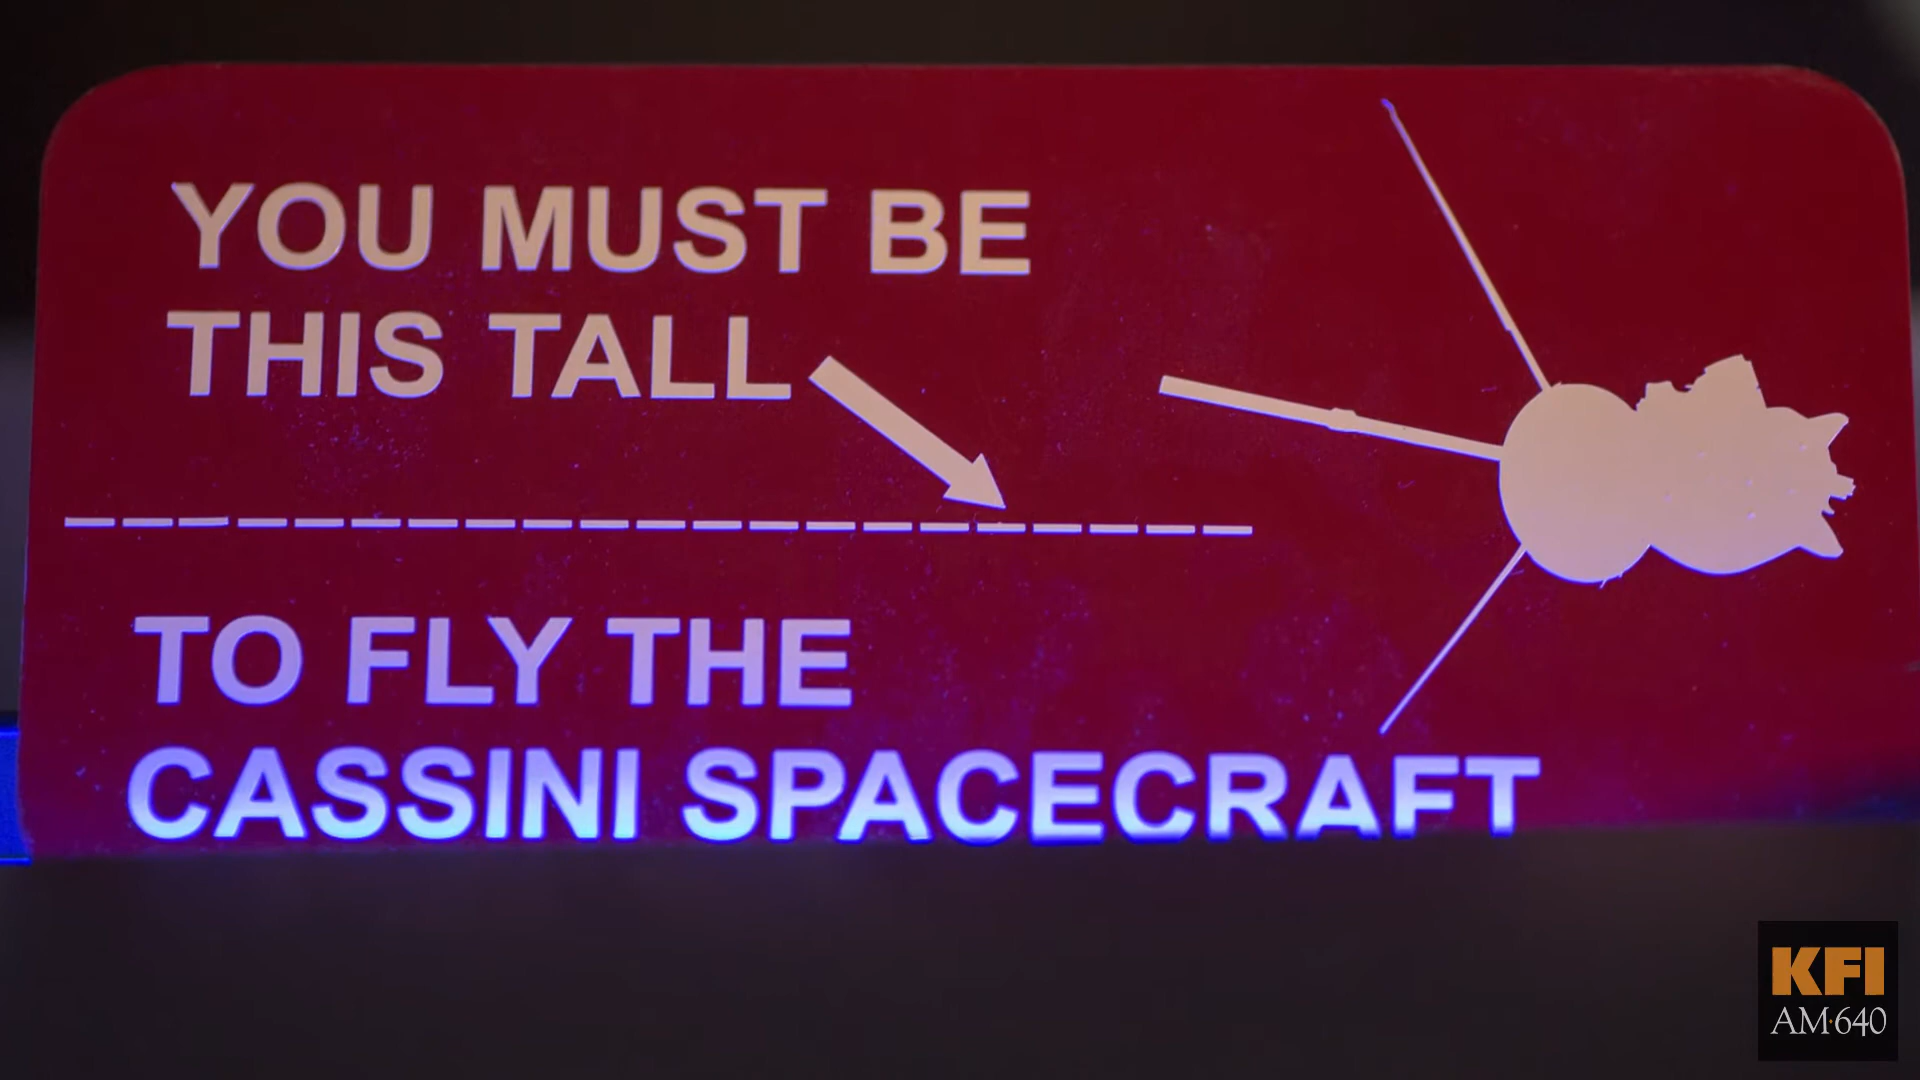 YOU MUST BE
THIS TALL
TO FLY THE
CASSINI SPACECRAFT
KFI
AM·640